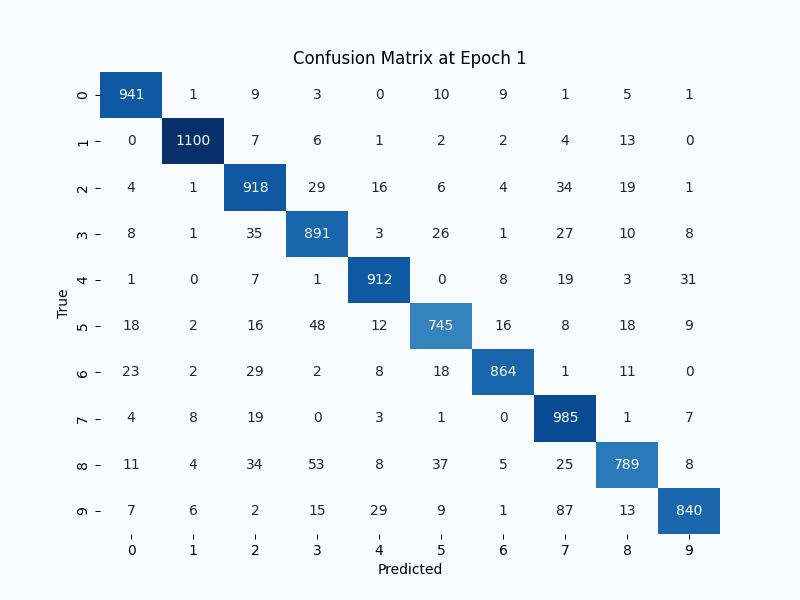 Confusion Matrix at Epoch 1
0 941 1 9 3 0 10 9 1 5 1
1 0 1100 7 6 1 2 2 4 13 0
2 4 1 918 29 16 6 4 34 19 1
3 8 1 35 891 3 26 1 27 10 8
4 1 0 7 1 912 0 8 19 3 31
5 18 2 16 48 12 745 16 8 18 9
6 23 2 29 2 8 18 864 1 11 0
7 4 8 19 0 3 1 0 985 1 7
8 11 4 34 53 8 37 5 25 789 8
9 7 6 2 15 29 9 1 87 13 840
True
0 1 2 3 4 5 6 7 8 9
Predicted